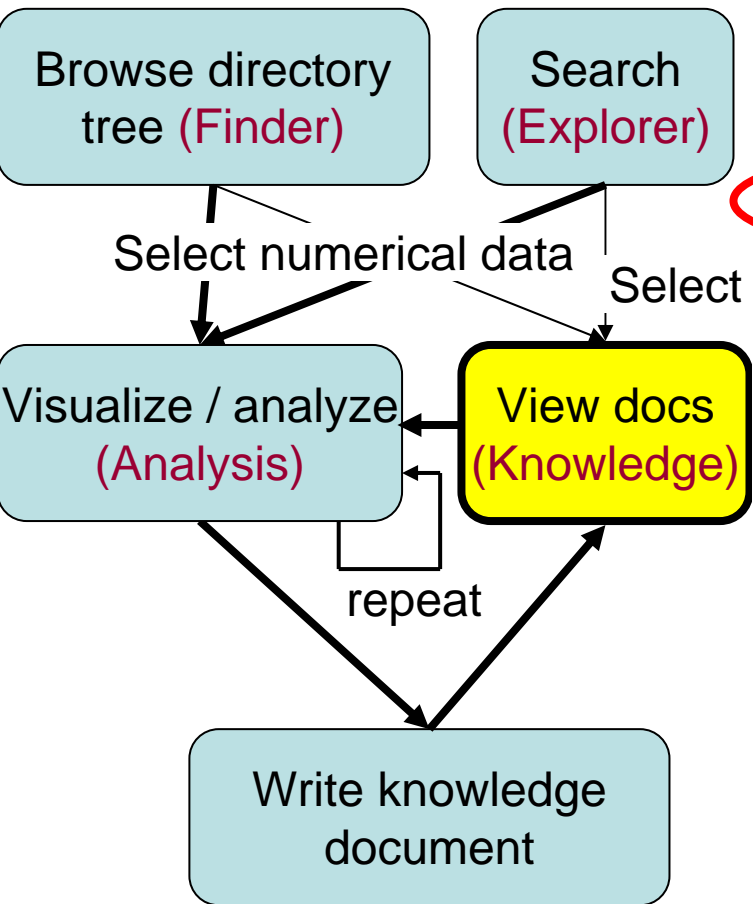 Browse directory
tree (Finder)
Search
(Explorer)
Select numerical data
Select
Visualize / analyze
(Analysis)
View docs
(Knowledge)
repeat
Write knowledge
document